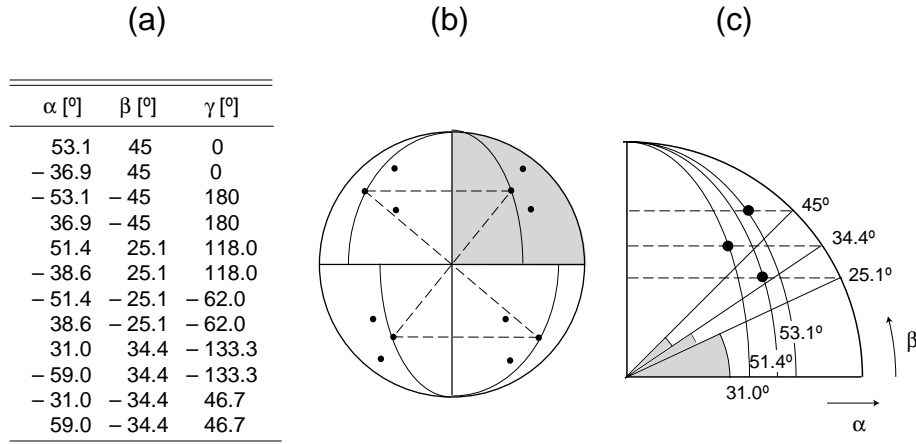 (a) (b) (c)
α [º] β [º] γ [º]
53.1 45 0
– 36.9 45 0
– 53.1 – 45 180
36.9 – 45 180
51.4 25.1 118.0
– 38.6 25.1 118.0
– 51.4 – 25.1 – 62.0
38.6 – 25.1 – 62.0
31.0 34.4 – 133.3
– 59.0 34.4 – 133.3
– 31.0 – 34.4 46.7
59.0 – 34.4 46.7
45º
34.4º
25.1º
53.1º
51.4º
31.0º
β
α